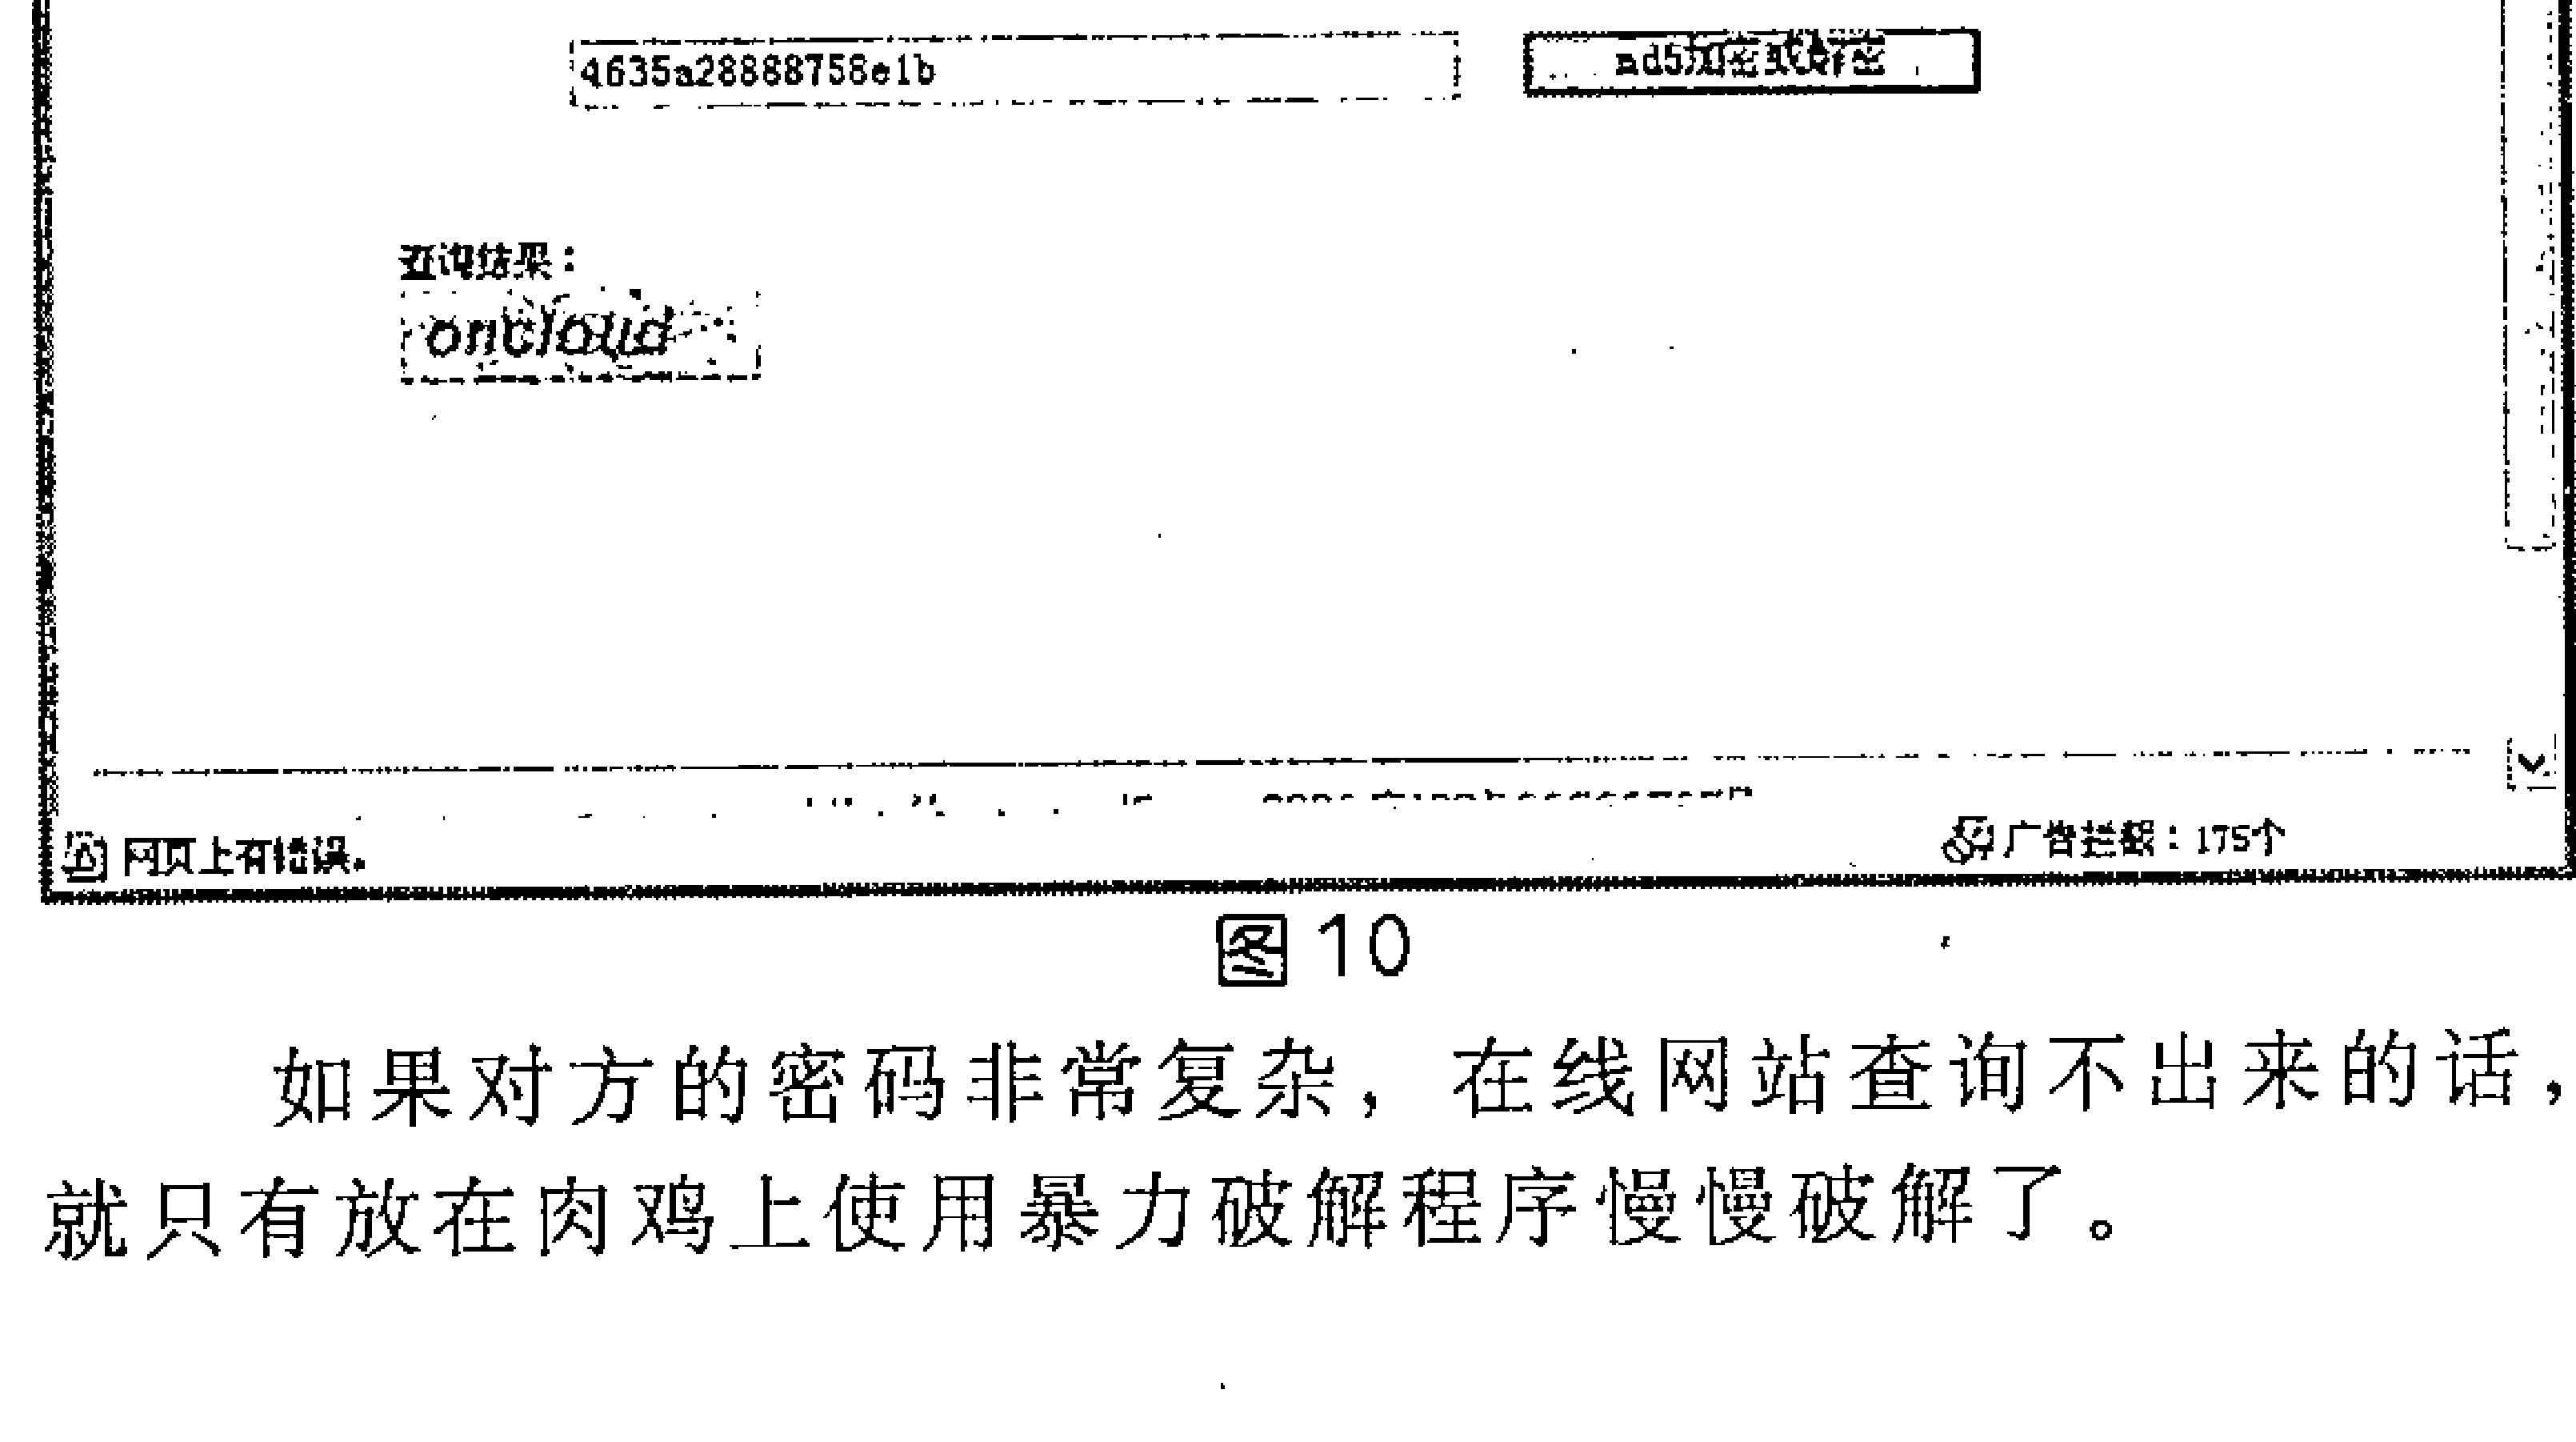 4635a28888758e1b
md5加密或解密
查询结果：
oncloud
网页上有错误。
广告拦截：175个
图10
如果对方的密码非常复杂，在线网站查询不出来的话，
就只有放在肉鸡上使用暴力破解程序慢慢破解了。